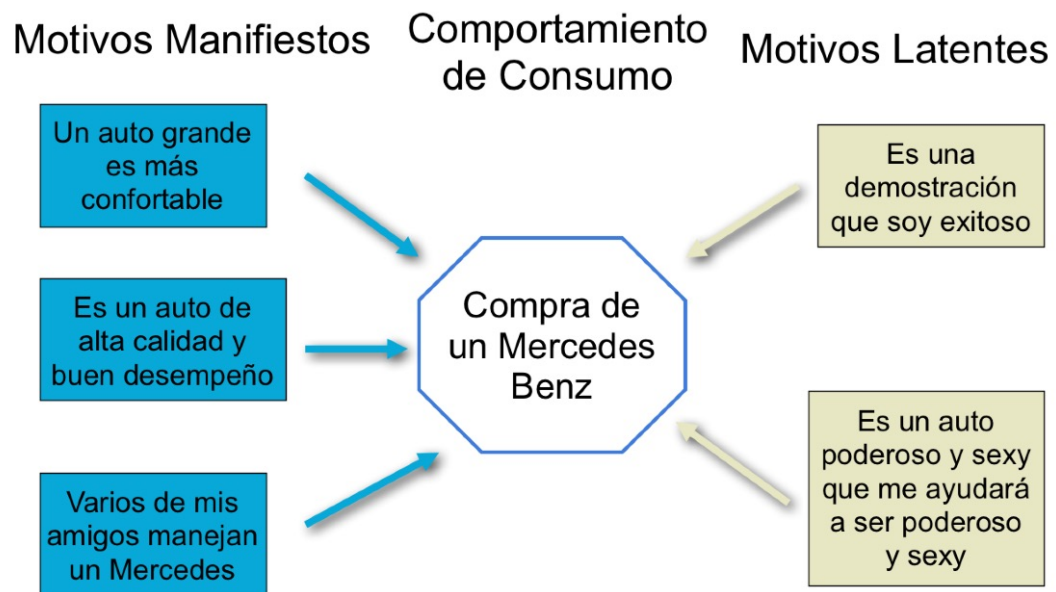 Motivos Manifiestos
Comportamiento
de Consumo
Motivos Latentes
Un auto grande
es más
confortable
Es un auto de
alta calidad y
buen desempeño
Varios de mis
amigos manejan
un Mercedes
Compra de
un Mercedes
Benz
Es una
demostración
que soy exitoso
Es un auto
poderoso y sexy
que me ayudará
a ser poderoso
y sexy